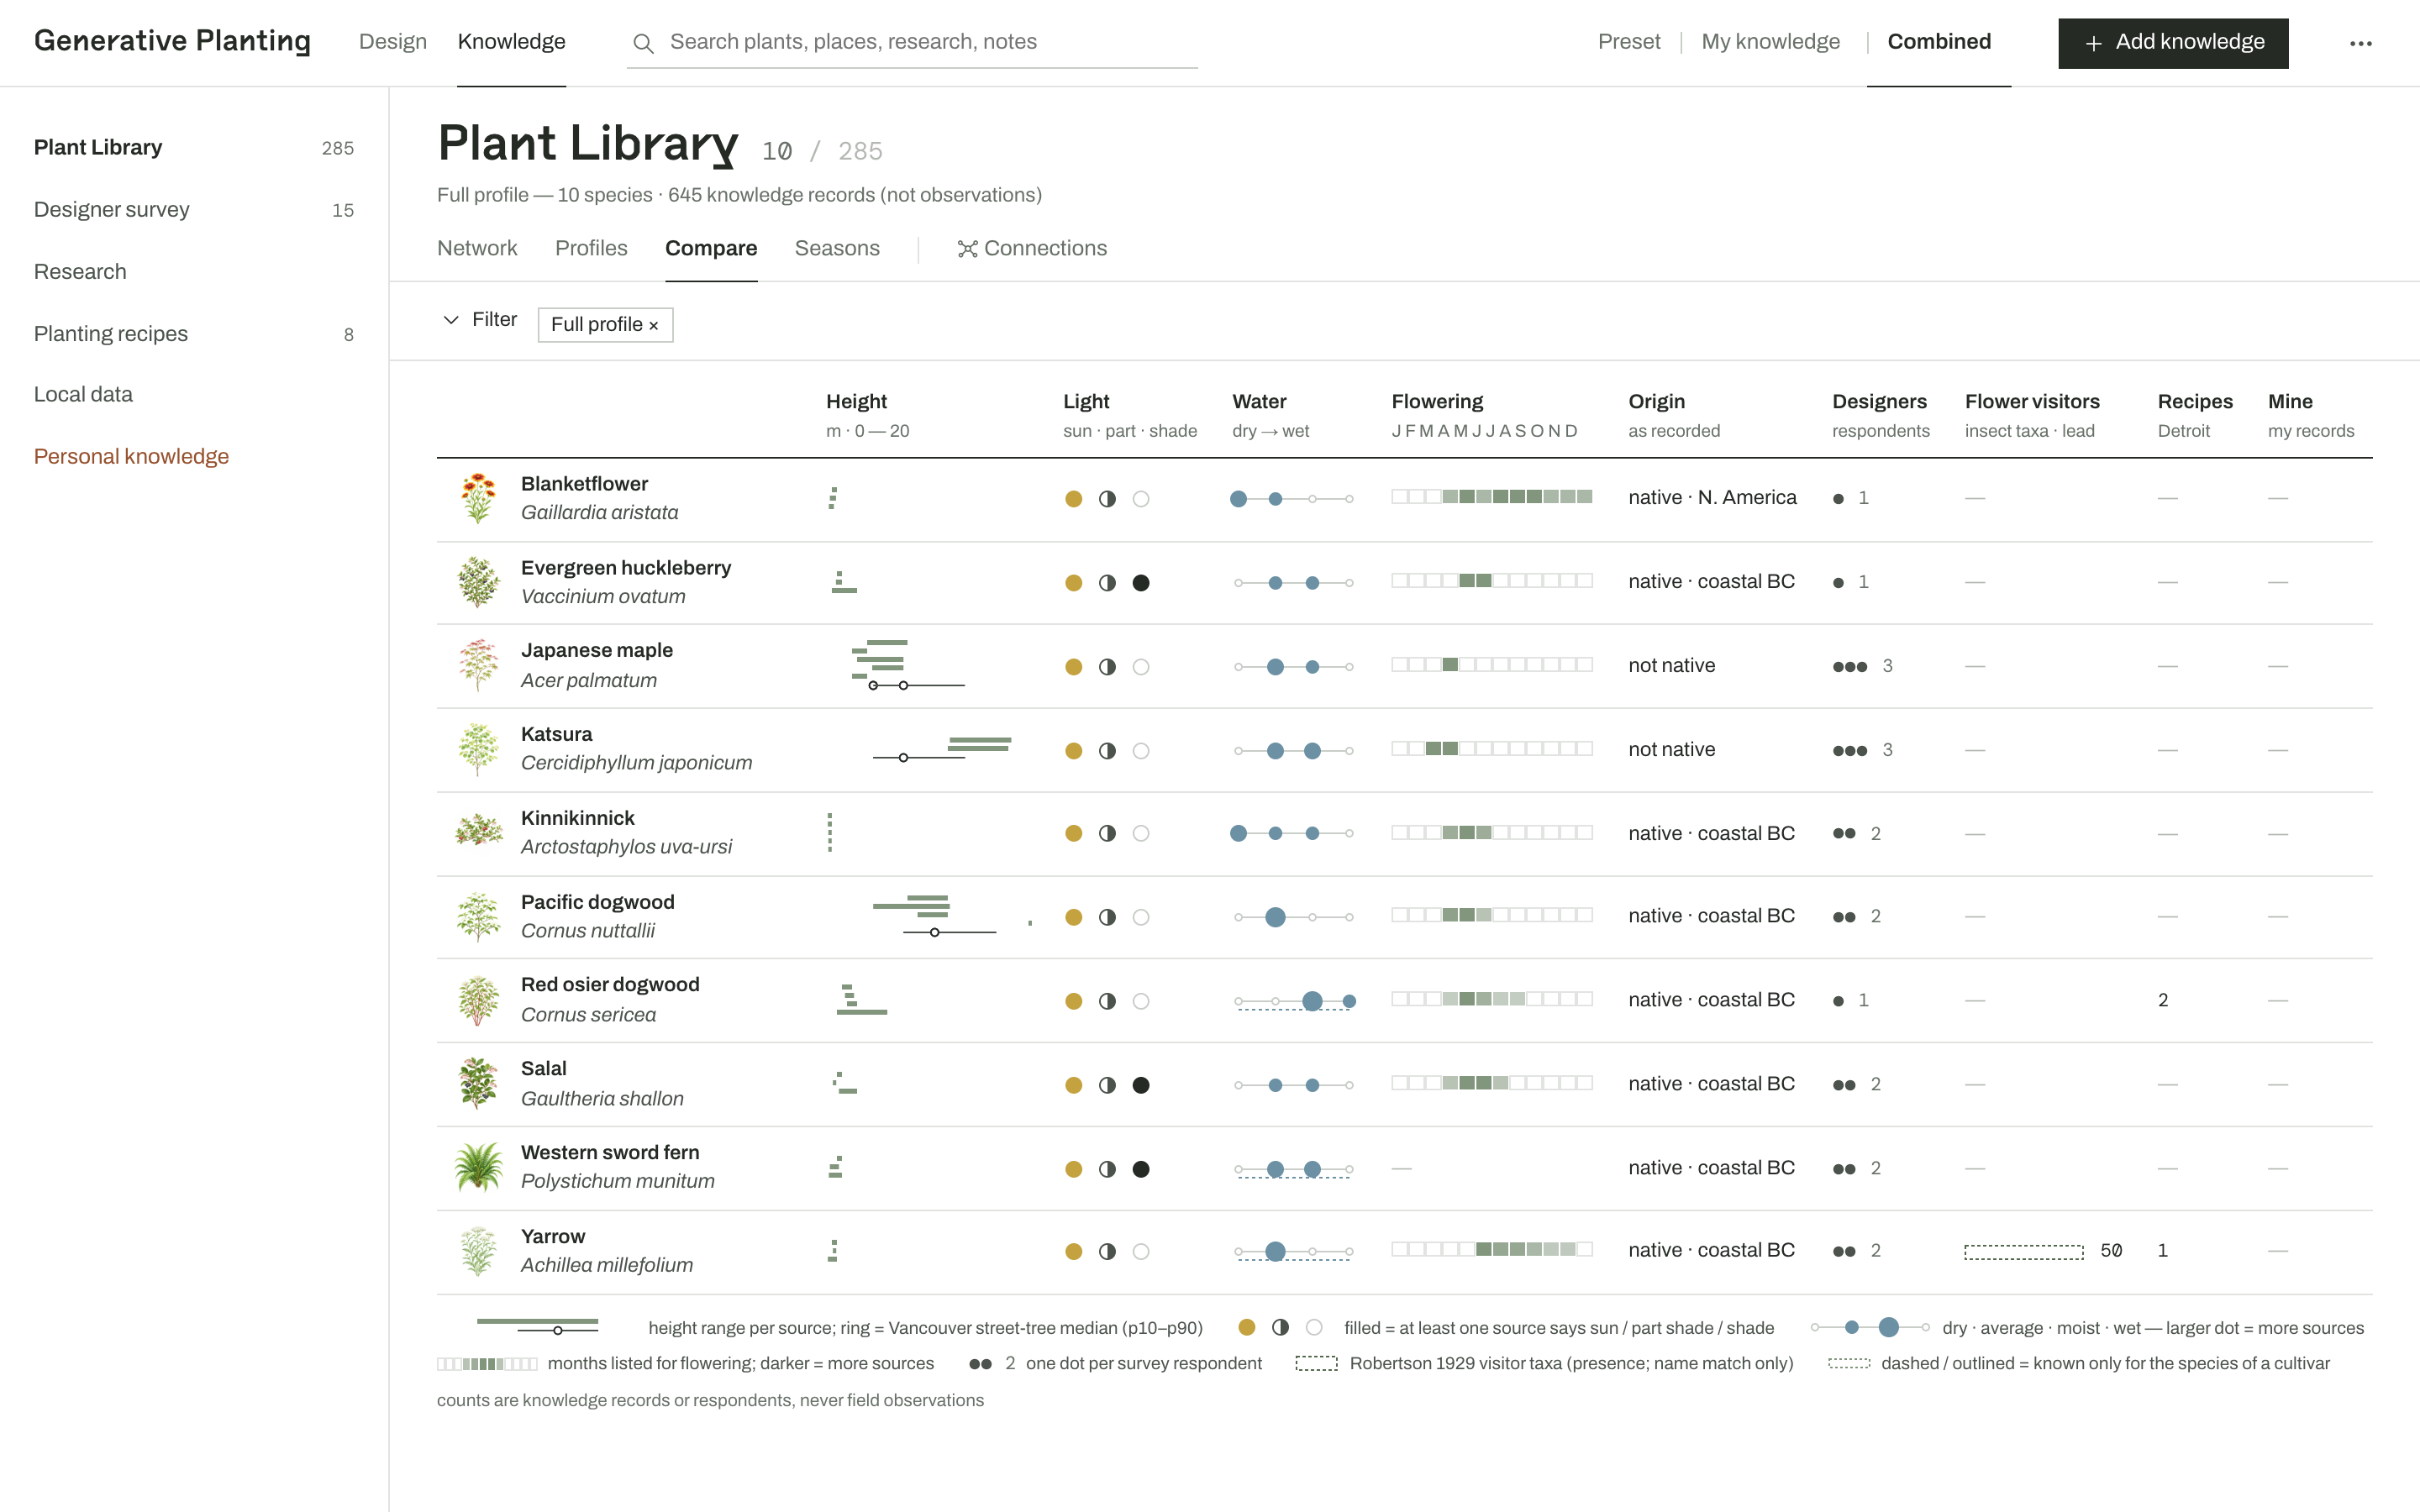 Generative Planting
Design
Knowledge
Search plants, places, research, notes
Preset
My knowledge
Combined
+ Add knowledge
Plant Library 285
Designer survey 15
Research
Planting recipes 8
Local data
Personal knowledge
Plant Library 10 / 285
Full profile — 10 species · 645 knowledge records (not observations)
Network
Profiles
Compare
Seasons
Connections
Filter
Full profile ×
Height Light Water Flowering Origin Designers Flower visitors Recipes Mine
m · 0 — 20 sun · part · shade dry → wet J F M A M J J A S O N D as recorded respondents insect taxa · lead Detroit my records
Blanketflower
Gaillardia aristata
native · N. America 1 — — —
Evergreen huckleberry
Vaccinium ovatum
native · coastal BC 1 — — —
Japanese maple
Acer palmatum
not native 3 — — —
Katsura
Cercidiphyllum japonicum
not native 3 — — —
Kinnikinnick
Arctostaphylos uva-ursi
native · coastal BC 2 — — —
Pacific dogwood
Cornus nuttallii
native · coastal BC 2 — — —
Red osier dogwood
Cornus sericea
native · coastal BC 1 — 2 —
Salal
Gaultheria shallon
native · coastal BC 2 — — —
Western sword fern
Polystichum munitum
— native · coastal BC 2 — — —
Yarrow
Achillea millefolium
native · coastal BC 2 50 1 —
height range per source; ring = Vancouver street-tree median (p10–p90)
filled = at least one source says sun / part shade / shade
dry · average · moist · wet — larger dot = more sources
months listed for flowering; darker = more sources
2 one dot per survey respondent
Robertson 1929 visitor taxa (presence; name match only)
dashed / outlined = known only for the species of a cultivar
counts are knowledge records or respondents, never field observations